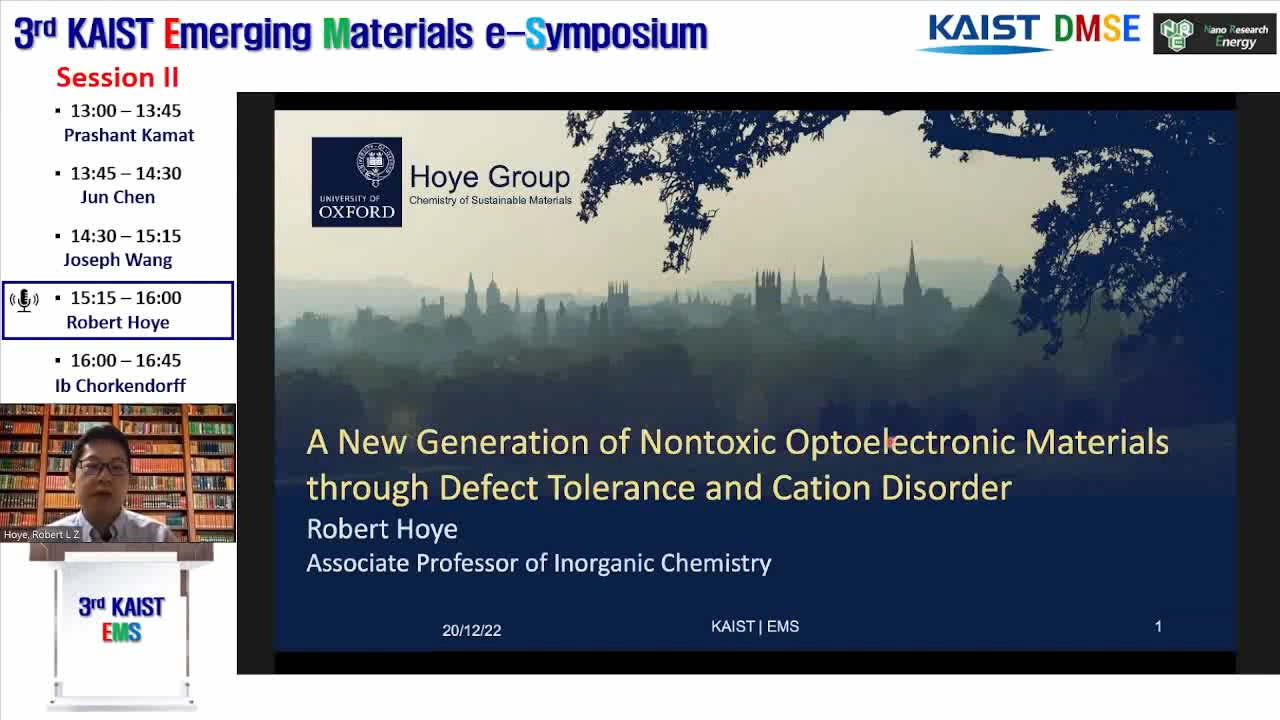 3rd KAIST Emerging Materials e-Symposium
KAIST DMSE
Nano Research
Energy
NRE
Session II
▪ 13:00 – 13:45
Prashant Kamat
▪ 13:45 – 14:30
Jun Chen
▪ 14:30 – 15:15
Joseph Wang
▪ 15:15 – 16:00
Robert Hoye
▪ 16:00 – 16:45
Ib Chorkendorff
Hoye, Robert L Z
3rd KAIST
EMS
UNIVERSITY OF
OXFORD
Hoye Group
Chemistry of Sustainable Materials
A New Generation of Nontoxic Optoelectronic Materials
through Defect Tolerance and Cation Disorder
Robert Hoye
Associate Professor of Inorganic Chemistry
20/12/22
KAIST | EMS
1